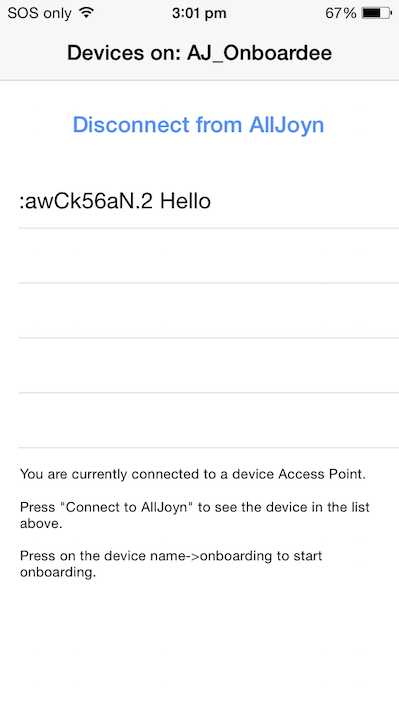 SOS only 3:01 pm 67%
Devices on: AJ_Onboardee
Disconnect from AllJoyn
:awCk56aN.2 Hello
You are currently connected to a device Access Point.
Press "Connect to AllJoyn" to see the device in the list
above.
Press on the device name->onboarding to start
onboarding.